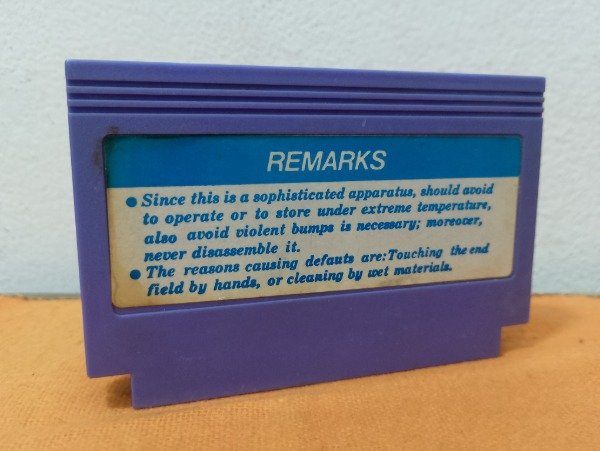 REMARKS
● Since this is a sophisticated apparatus, should avoid
to operate or to store under extreme temperature,
also avoid violent bumps is necessary; moreover,
never disassemble it.
● The reasons causing defauts are:Touching the end
field by hands, or cleaning by wet materials.